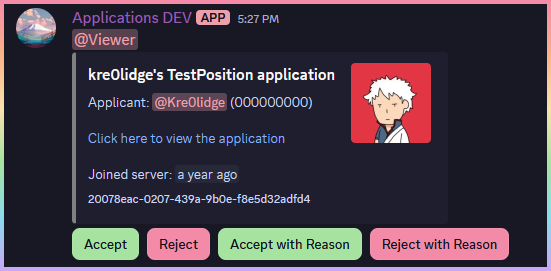 Applications DEV APP 5:27 PM
@Viewer
kre0lidge's TestPosition application
Applicant: @Kre0lidge (000000000)
Click here to view the application
Joined server: a year ago
20078eac-0207-439a-9b0e-f8e5d32adfd4
Accept Reject Accept with Reason Reject with Reason